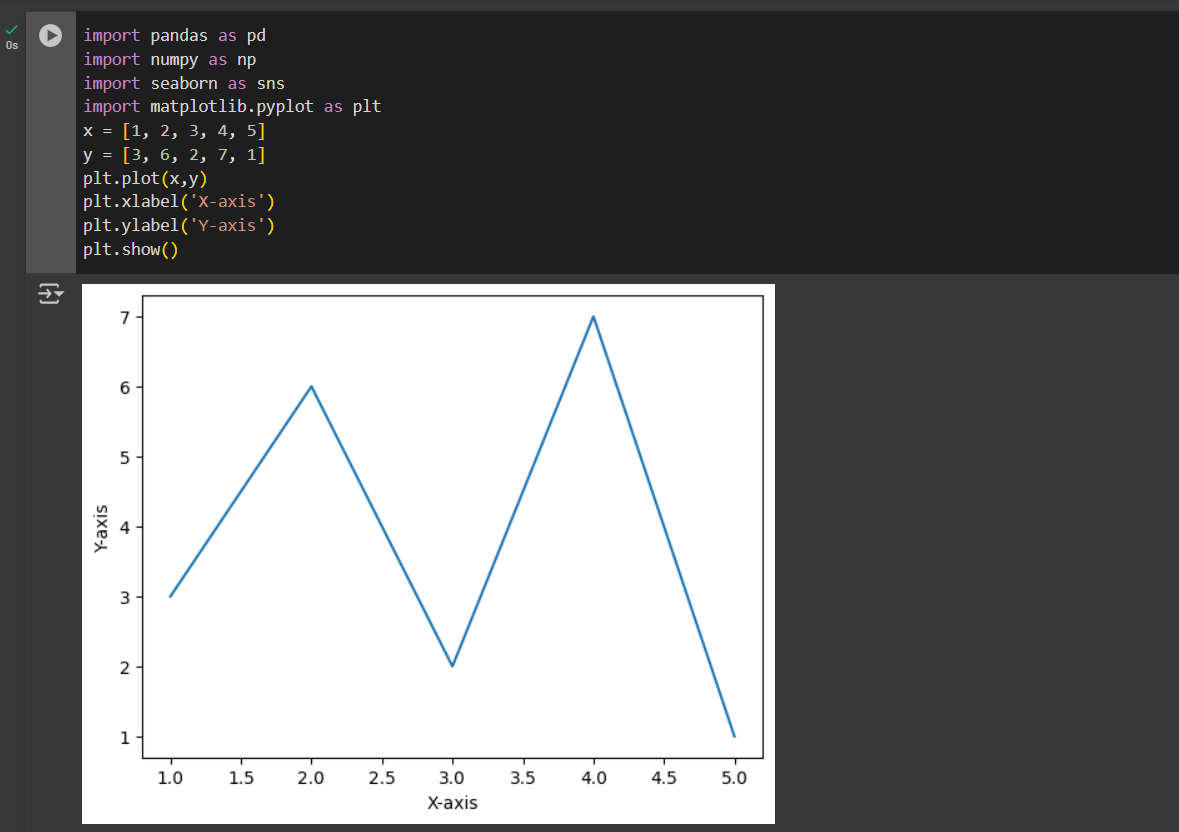 import pandas as pd
0s
import numpy as np
import seaborn as sns
import matplotlib.pyplot as plt
x = [1, 2, 3, 4, 5]
y = [3, 6, 2, 7, 1]
plt.plot(x,y)
plt.xlabel('X-axis')
plt.ylabel('Y-axis')
plt.show()
7
6
5
4
3
2
1
Y-axis
1.0 1.5 2.0 2.5 3.0 3.5 4.0 4.5 5.0
X-axis